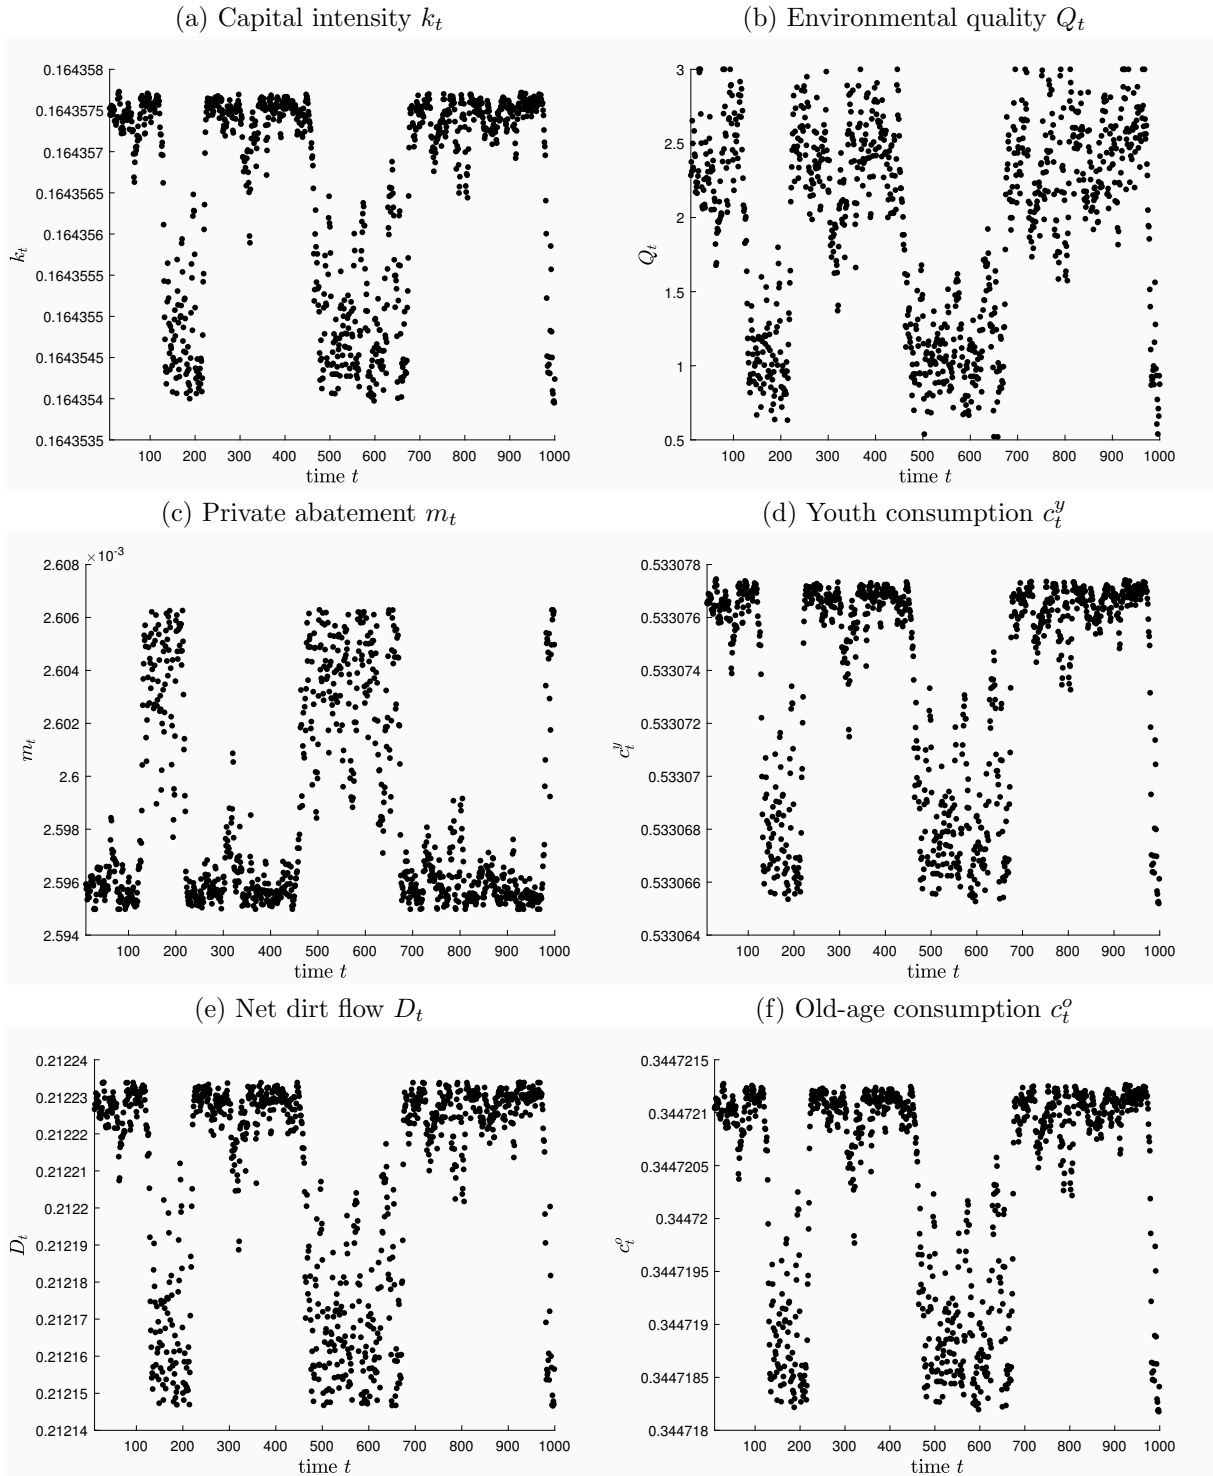 (a) Capital intensity k_t
(b) Environmental quality Q_t
0.164358
0.1643575
0.164357
0.1643565
0.164356
0.1643555
0.164355
0.1643545
0.164354
0.1643535
k_t
100 200 300 400 500 600 700 800 900 1000
time t
3
2.5
2
1.5
1
0.5
Q_t
100 200 300 400 500 600 700 800 900 1000
time t
(c) Private abatement m_t
(d) Youth consumption c_t^y
×10^-3
2.608
2.606
2.604
2.602
2.6
2.598
2.596
2.594
m_t
100 200 300 400 500 600 700 800 900 1000
time t
0.533078
0.533076
0.533074
0.533072
0.53307
0.533068
0.533066
0.533064
c_t^y
100 200 300 400 500 600 700 800 900 1000
time t
(e) Net dirt flow D_t
(f) Old-age consumption c_t^o
0.21224
0.21223
0.21222
0.21221
0.2122
0.21219
0.21218
0.21217
0.21216
0.21215
0.21214
D_t
100 200 300 400 500 600 700 800 900 1000
time t
0.3447215
0.344721
0.3447205
0.34472
0.3447195
0.344719
0.3447185
0.344718
c_t^o
100 200 300 400 500 600 700 800 900 1000
time t